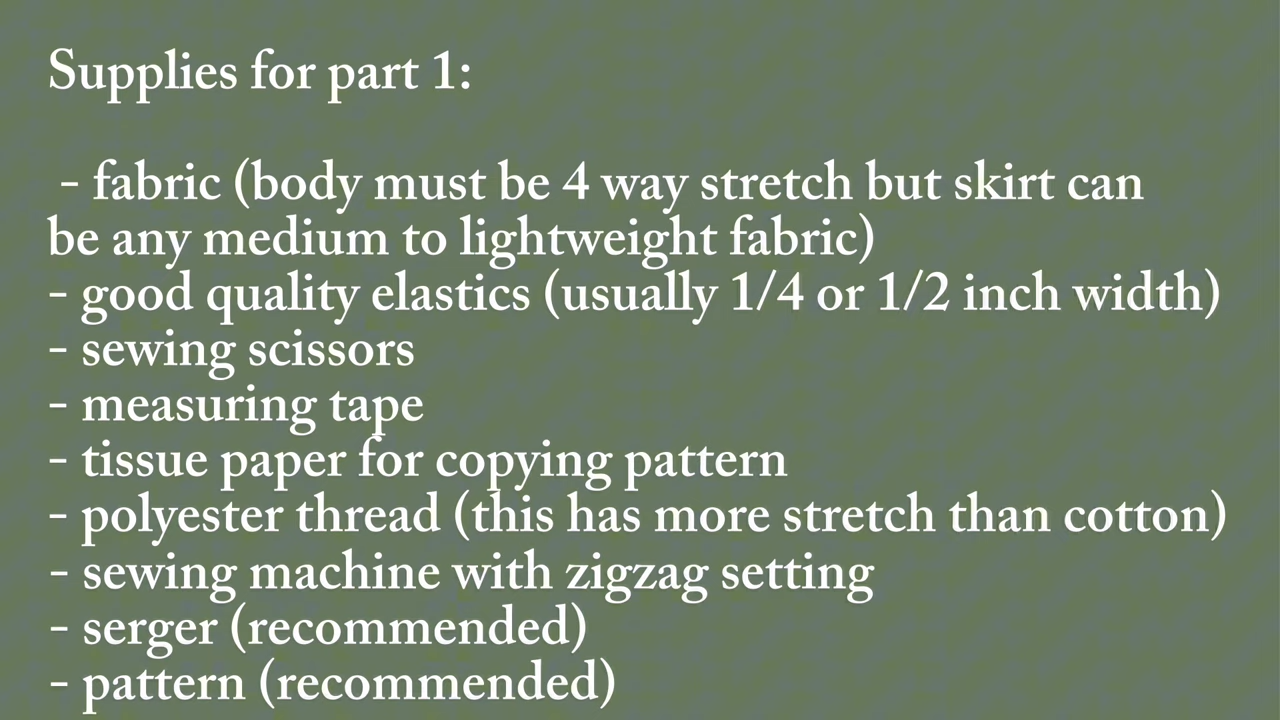 Supplies for part 1:
- fabric (body must be 4 way stretch but skirt can
be any medium to lightweight fabric)
- good quality elastics (usually 1/4 or 1/2 inch width)
- sewing scissors
- measuring tape
- tissue paper for copying pattern
- polyester thread (this has more stretch than cotton)
- sewing machine with zigzag setting
- serger (recommended)
- pattern (recommended)